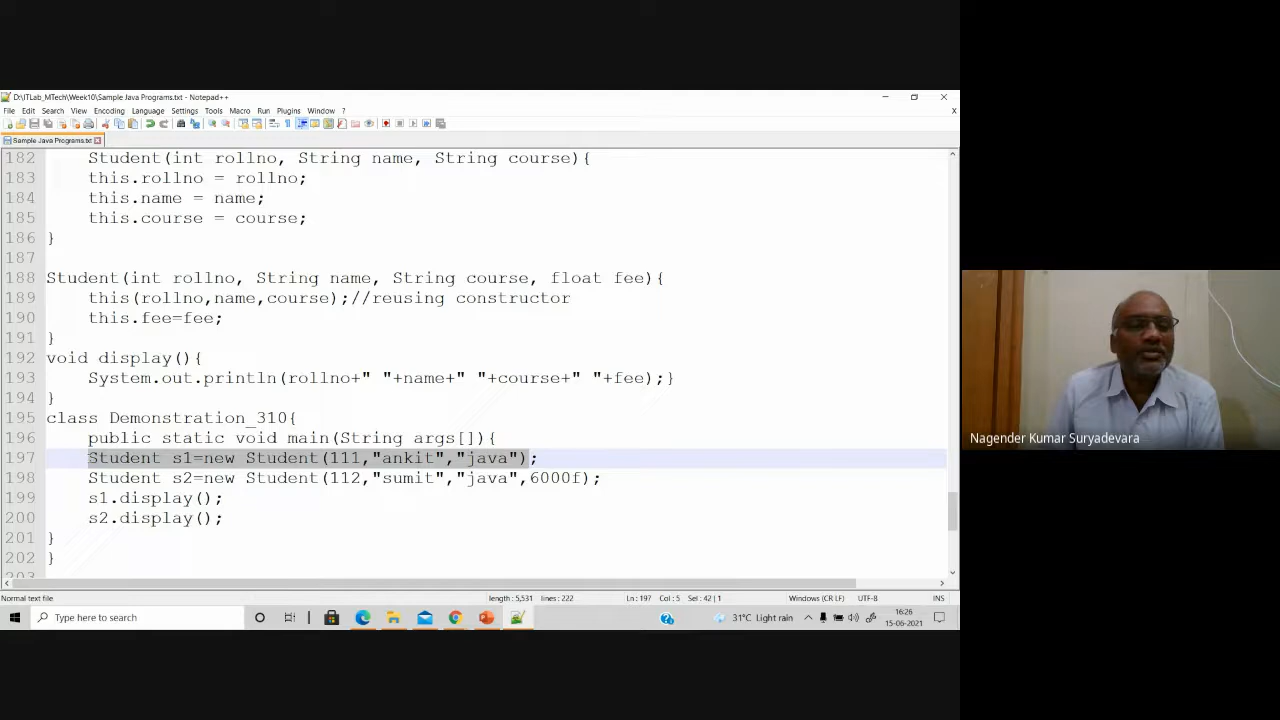 D:\ITLab_MTech\Week10\Sample Java Programs.txt - Notepad++
File Edit Search View Encoding Language Settings Tools Macro Run Plugins Window ?
X
Sample Java Programs.txt
182 Student(int rollno, String name, String course){
183 this.rollno = rollno;
184 this.name = name;
185 this.course = course;
186 }
187
188 Student(int rollno, String name, String course, float fee){
189 this(rollno,name,course);//reusing constructor
190 this.fee=fee;
191 }
192 void display(){
193 System.out.println(rollno+" "+name+" "+course+" "+fee);}
194 }
195 class Demonstration_310{
196 public static void main(String args[]){
197 Student s1=new Student(111,"ankit","java");
198 Student s2=new Student(112,"sumit","java",6000f);
199 s1.display();
200 s2.display();
201 }
202 }
203
Normal text file length : 5,531 lines : 222 Ln : 197 Col : 5 Sel : 42 | 1 Windows (CR LF) UTF-8 INS
Type here to search
31°C Light rain
16:26
15-06-2021
Nagender Kumar Suryadevara